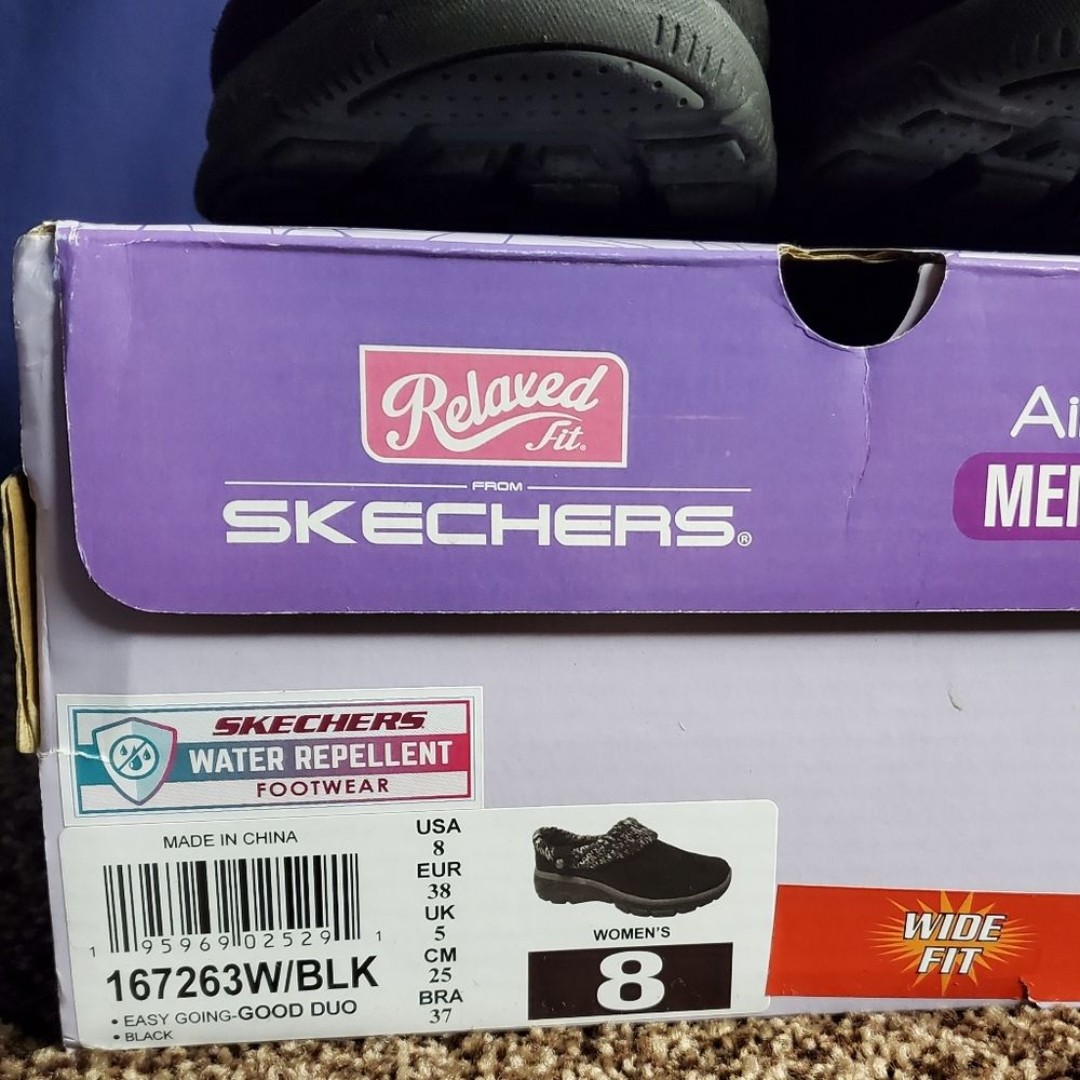 Relaxed
Fit®
FROM
SKECHERS®
Ai
MEN
SKECHERS
WATER REPELLENT
FOOTWEAR
MADE IN CHINA
1 95969 02529 1
167263W/BLK
• EASY GOING-GOOD DUO
• BLACK
USA
8
EUR
38
UK
5
CM
25
BRA
37
WOMEN'S
8
WIDE
FIT